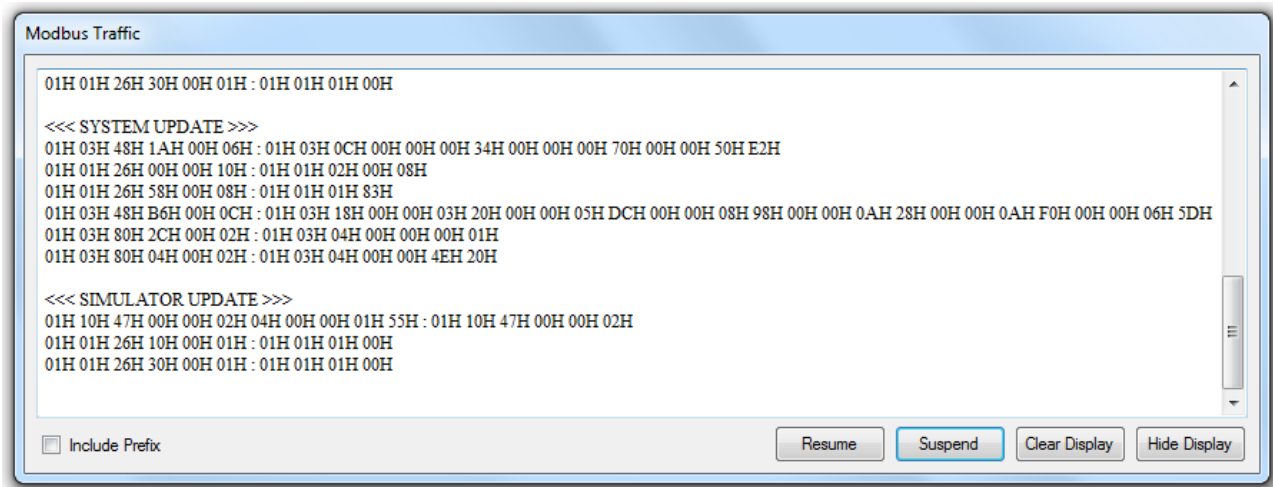 Modbus Traffic
01H 01H 26H 30H 00H 01H : 01H 01H 01H 00H
<<< SYSTEM UPDATE >>>
01H 03H 48H 1AH 00H 06H : 01H 03H 0CH 00H 00H 00H 34H 00H 00H 00H 70H 00H 00H 50H E2H
01H 01H 26H 00H 00H 10H : 01H 01H 02H 00H 08H
01H 01H 26H 58H 00H 08H : 01H 01H 01H 83H
01H 03H 48H B6H 00H 0CH : 01H 03H 18H 00H 00H 03H 20H 00H 00H 05H DCH 00H 00H 08H 98H 00H 00H 0AH 28H 00H 00H 0AH F0H 00H 00H 06H 5DH
01H 03H 80H 2CH 00H 02H : 01H 03H 04H 00H 00H 00H 01H
01H 03H 80H 04H 00H 02H : 01H 03H 04H 00H 00H 4EH 20H
<<< SIMULATOR UPDATE >>>
01H 10H 47H 00H 00H 02H 04H 00H 00H 01H 55H : 01H 10H 47H 00H 00H 02H
01H 01H 26H 10H 00H 01H : 01H 01H 01H 00H
01H 01H 26H 30H 00H 01H : 01H 01H 01H 00H
Include Prefix
Resume
Suspend
Clear Display
Hide Display